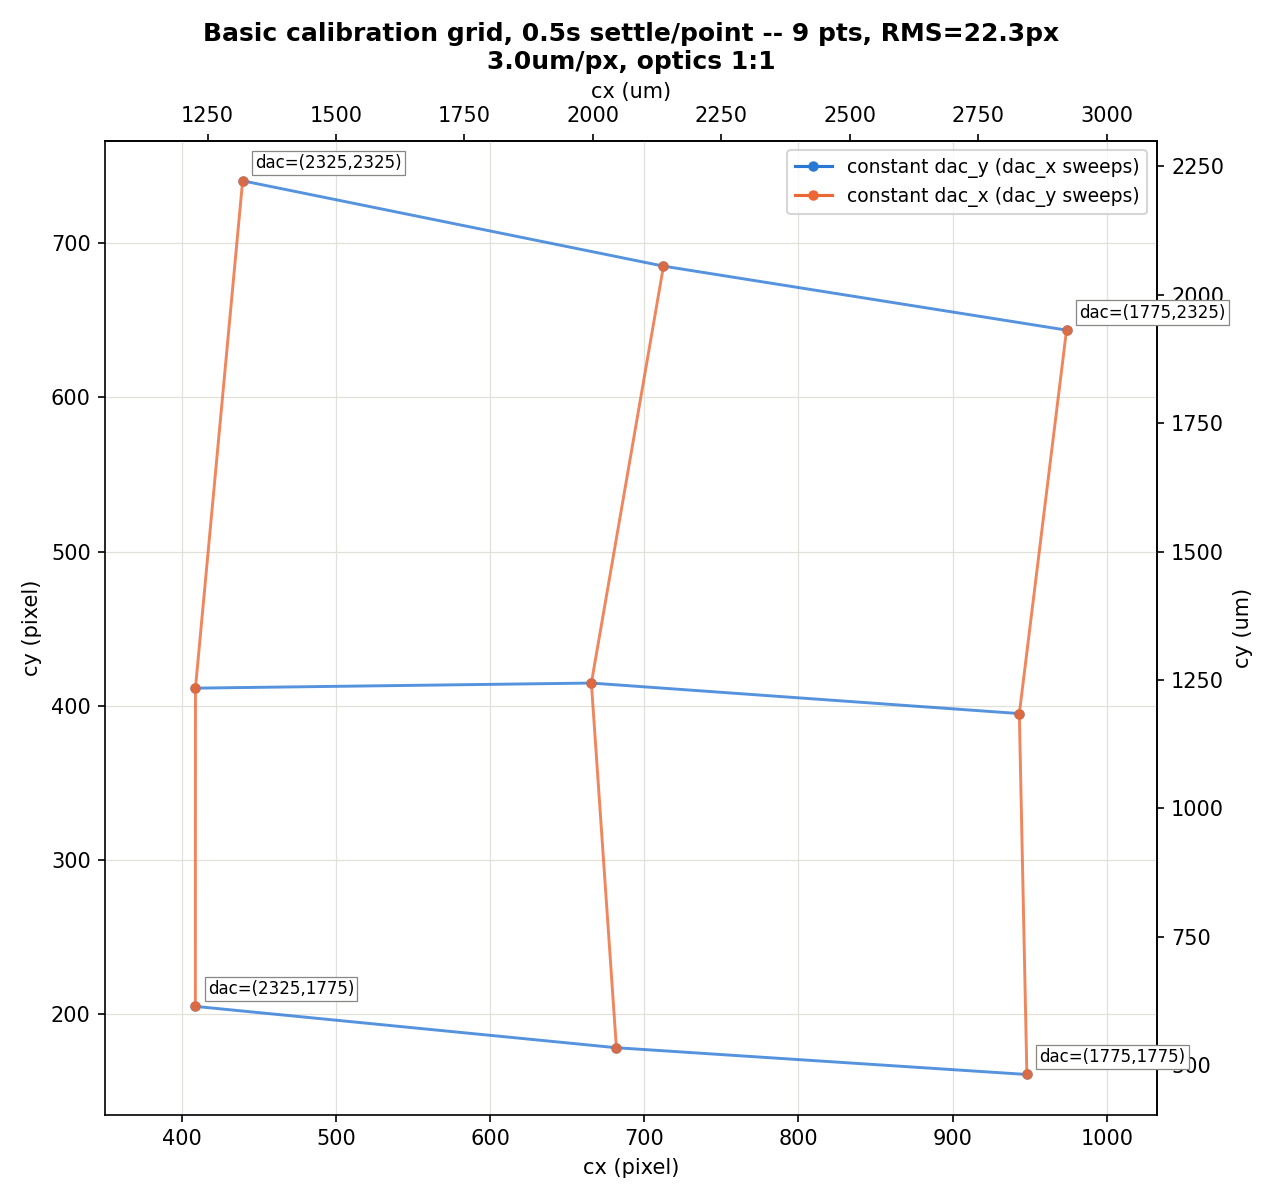 Basic calibration grid, 0.5s settle/point -- 9 pts, RMS=22.3px
3.0um/px, optics 1:1
cx (um)
1250 1500 1750 2000 2250 2500 2750 3000
dac=(2325,2325)
constant dac_y (dac_x sweeps)
constant dac_x (dac_y sweeps)
2250
700
2000
dac=(1775,2325)
600
1750
500
1500
cy (pixel)
cy (um)
1250
400
1000
300
750
dac=(2325,1775)
200
dac=(1775,1775)
500
400 500 600 700 800 900 1000
cx (pixel)